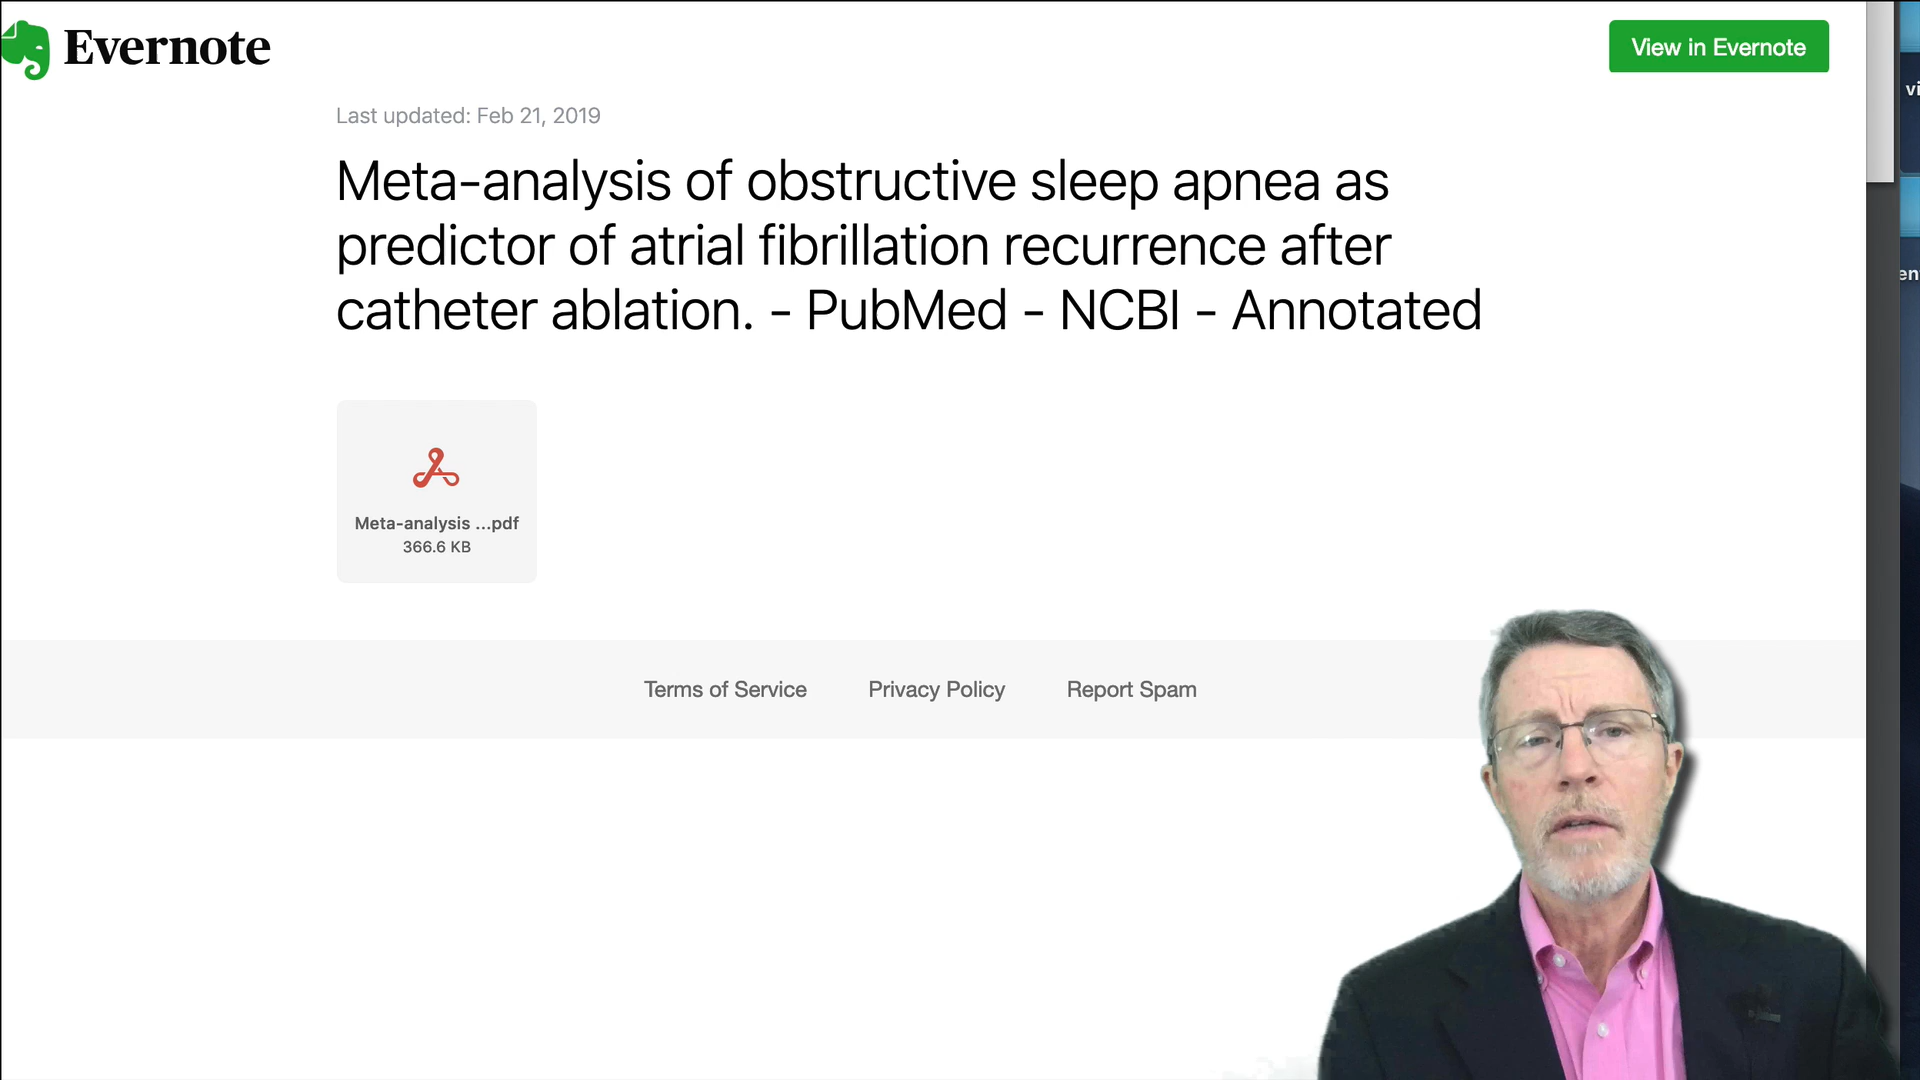 Evernote
View in Evernote
Last updated: Feb 21, 2019
Meta-analysis of obstructive sleep apnea as
predictor of atrial fibrillation recurrence after
catheter ablation. - PubMed - NCBI - Annotated
Meta-analysis ...pdf
366.6 KB
Terms of Service
Privacy Policy
Report Spam